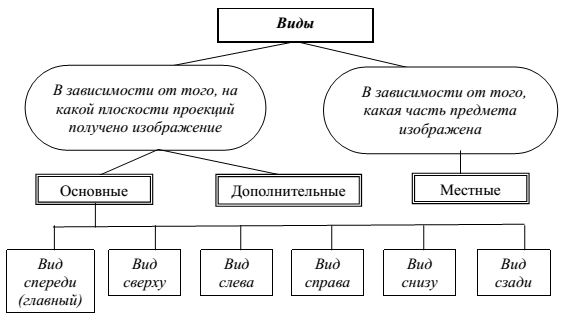 Виды
В зависимости от того, на
какой плоскости проекций
получено изображение
В зависимости от того,
какая часть предмета
изображена
Основные
Дополнительные
Местные
Вид
спереди
(главный)
Вид
сверху
Вид
слева
Вид
справа
Вид
снизу
Вид
сзади